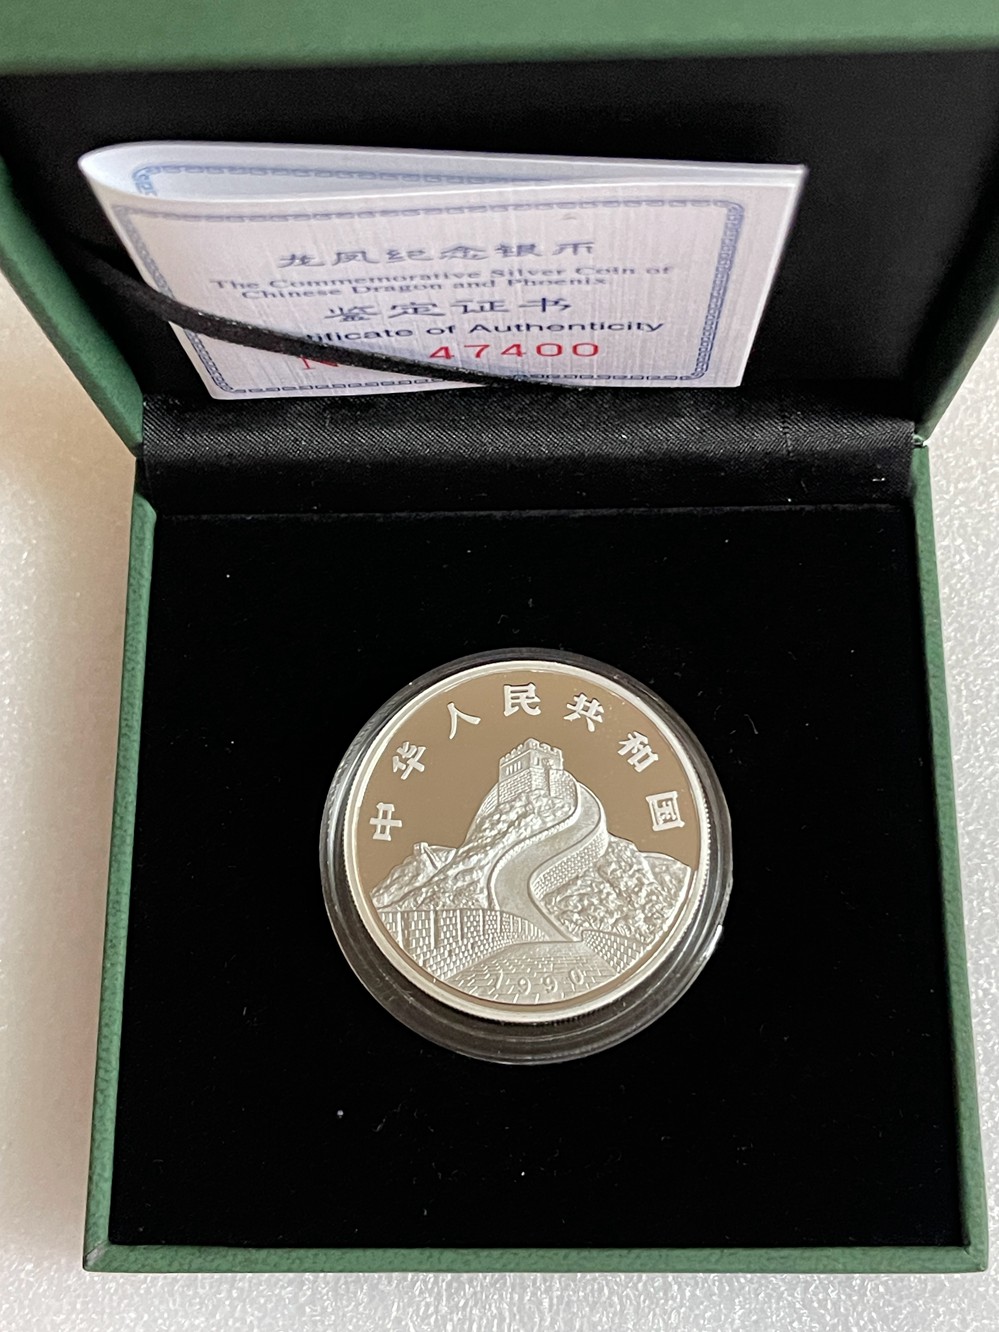 龙凤纪念银币
The Commemorative Silver Coin of
Chinese Dragon and Phoenix
鉴定证书
tificate of Authenticity
N 47400
中华人民共和国
1990